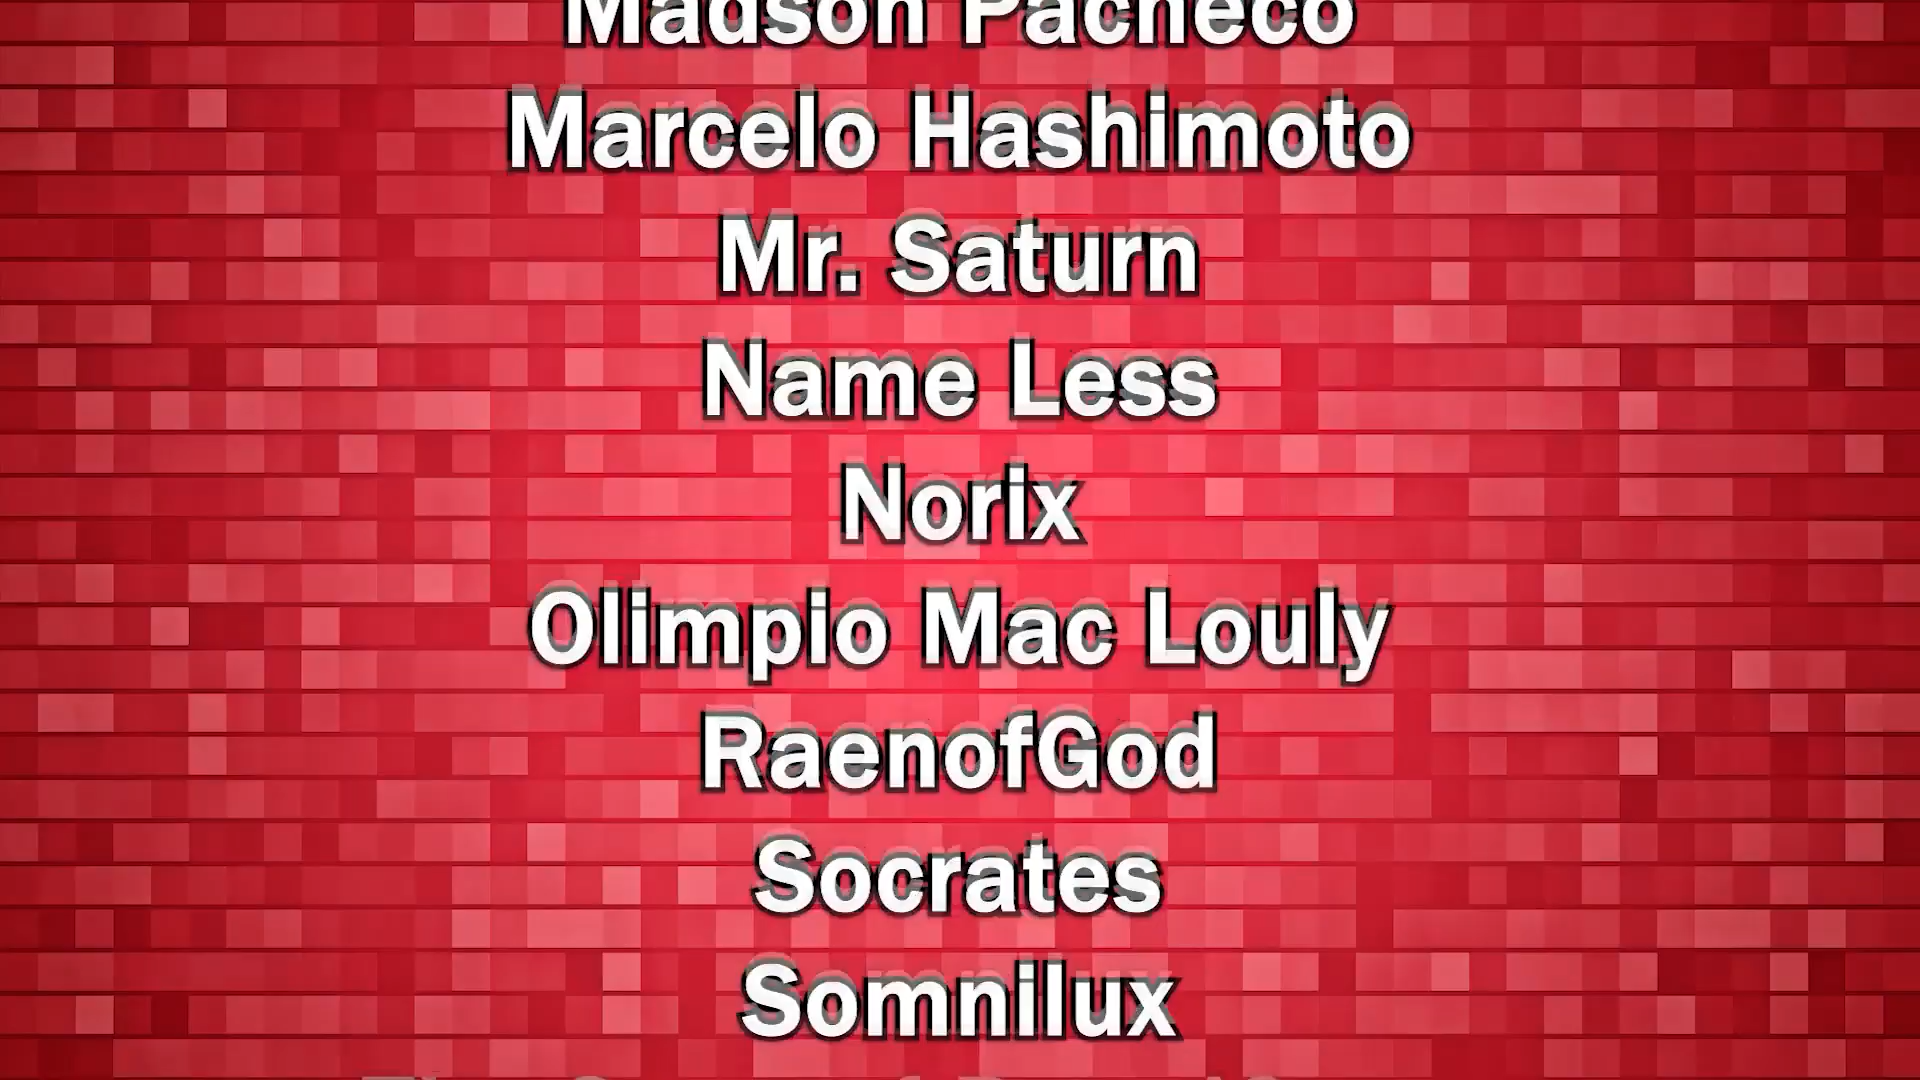 Madson Pacheco
Marcelo Hashimoto
Mr. Saturn
Name Less
Norix
Olimpio Mac Louly
RaenofGod
Socrates
Somnilux